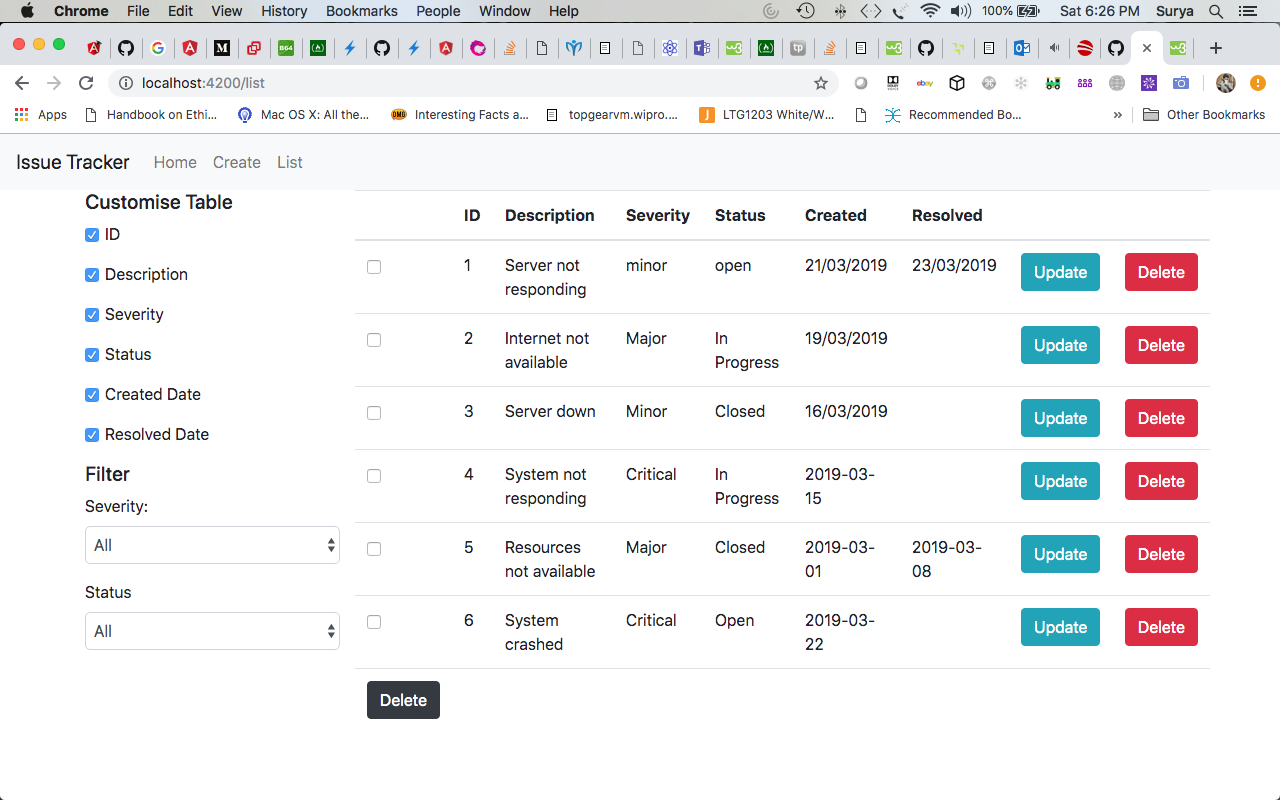 Chrome File Edit View History Bookmarks People Window Help 100% Sat 6:26 PM Surya
localhost:4200/list
Apps Handbook on Ethi... Mac OS X: All the... Interesting Facts a... topgearvm.wipro.... LTG1203 White/W... Recommended Bo... » Other Bookmarks
Issue Tracker Home Create List
Customise Table
ID
Description
Severity
Status
Created Date
Resolved Date
Filter
Severity:
All
Status
All
ID Description Severity Status Created Resolved
1 Server not minor open 21/03/2019 23/03/2019 Update Delete
responding
2 Internet not Major In 19/03/2019 Update Delete
available Progress
3 Server down Minor Closed 16/03/2019 Update Delete
4 System not Critical In 2019-03- Update Delete
responding Progress 15
5 Resources Major Closed 2019-03- 2019-03- Update Delete
not available 01 08
6 System Critical Open 2019-03- Update Delete
crashed 22
Delete